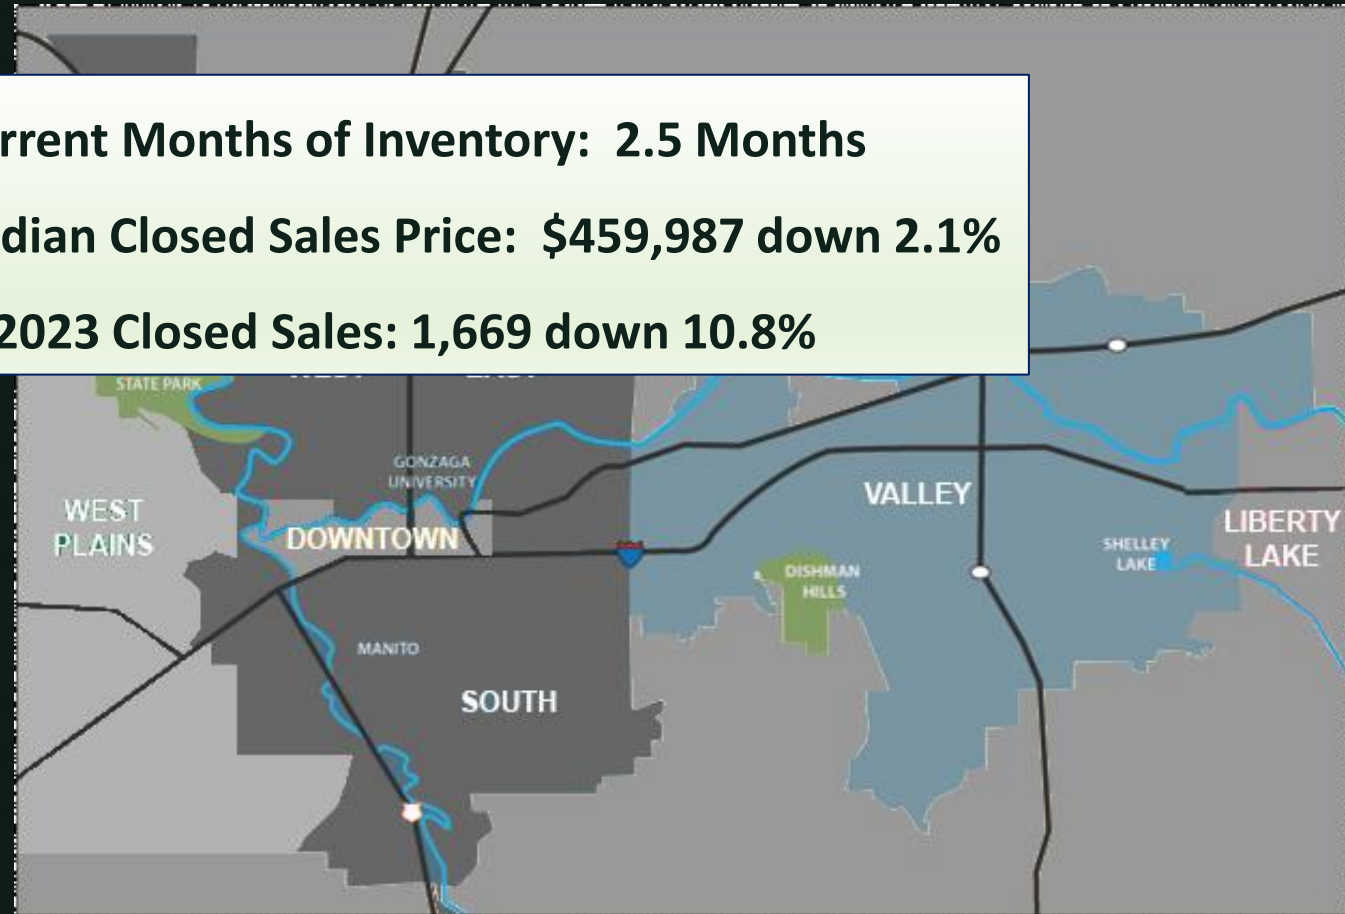 rrent Months of Inventory: 2.5 Months
dian Closed Sales Price: $459,987 down 2.1%
2023 Closed Sales: 1,669 down 10.8%
STATE PARK
GONZAGA
UNIVERSITY
WEST
PLAINS
DOWNTOWN
VALLEY
LIBERTY
LAKE
SHELLEY
LAKE
DISHMAN
HILLS
MANITO
SOUTH